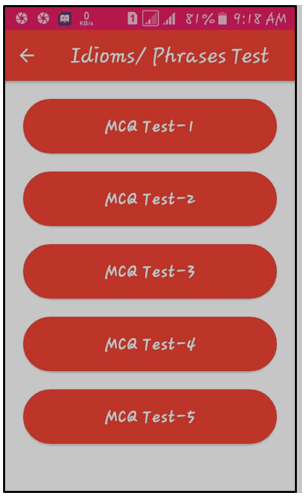 0 KB/s 1 81% 9:18 AM
Idioms/ Phrases Test
MCQ Test-1
MCQ Test-2
MCQ Test-3
MCQ Test-4
MCQ Test-5